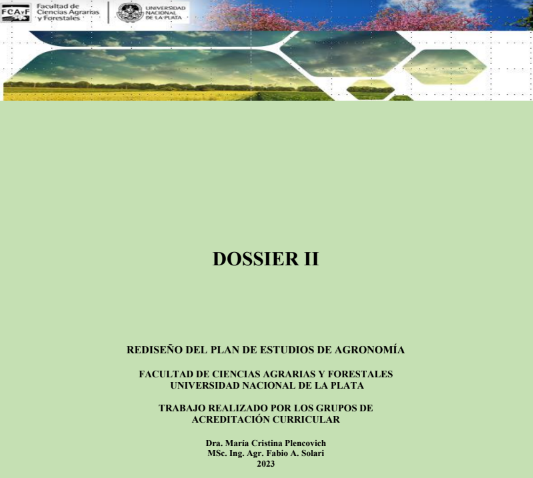 FCAyF
Facultad de
Ciencias Agrarias
y Forestales
UNIVERSIDAD
NACIONAL
DE LA PLATA
DOSSIER II
REDISEÑO DEL PLAN DE ESTUDIOS DE AGRONOMÍA
FACULTAD DE CIENCIAS AGRARIAS Y FORESTALES
UNIVERSIDAD NACIONAL DE LA PLATA
TRABAJO REALIZADO POR LOS GRUPOS DE
ACREDITACIÓN CURRICULAR
Dra. María Cristina Plencovich
MSc. Ing. Agr. Fabio A. Solari
2023